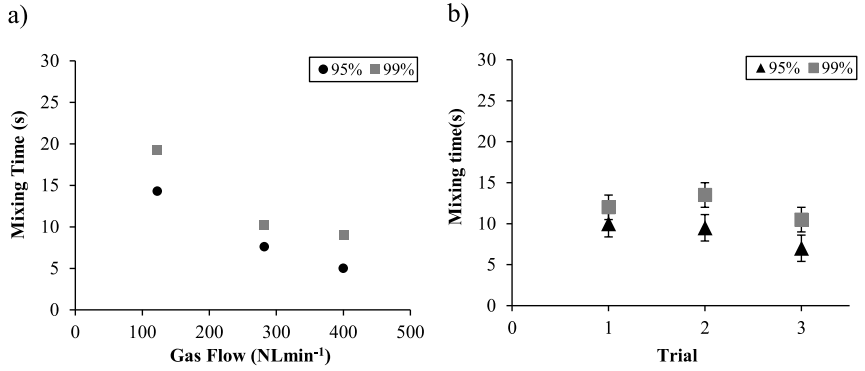 a)
95% 99%
30
25
20
15
10
5
0
0 100 200 300 400 500
Mixing Time (s)
Gas Flow (NLmin⁻¹)
b)
95% 99%
30
25
20
15
10
5
0
0 1 2 3
Mixing time(s)
Trial